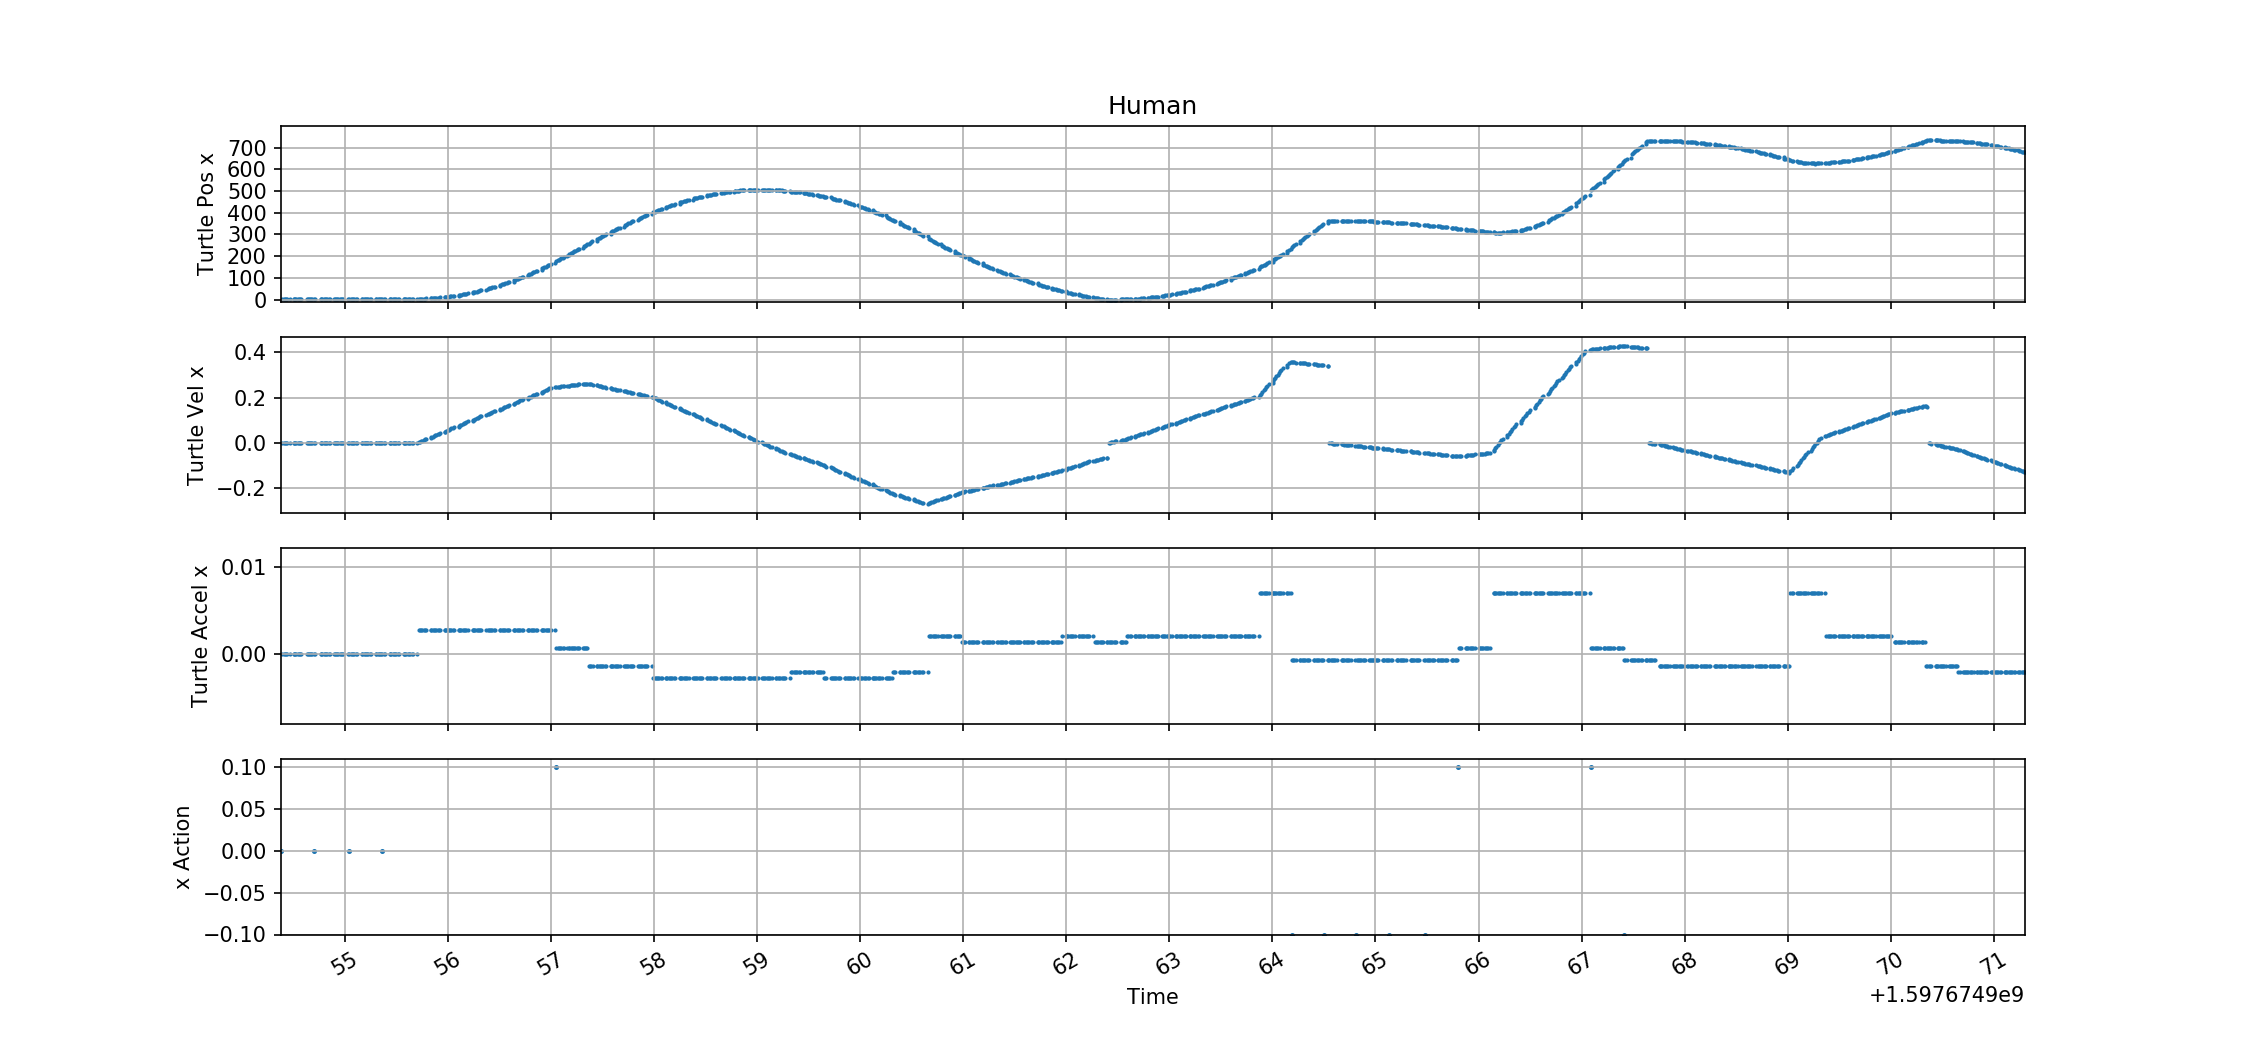 Human
Turtle Pos x
700
600
500
400
300
200
100
0
Turtle Vel x
0.4
0.2
0.0
−0.2
Turtle Accel x
0.01
0.00
x Action
0.10
0.05
0.00
−0.05
−0.10
55 56 57 58 59 60 61 62 63 64 65 66 67 68 69 70 71
Time
+1.5976749e9